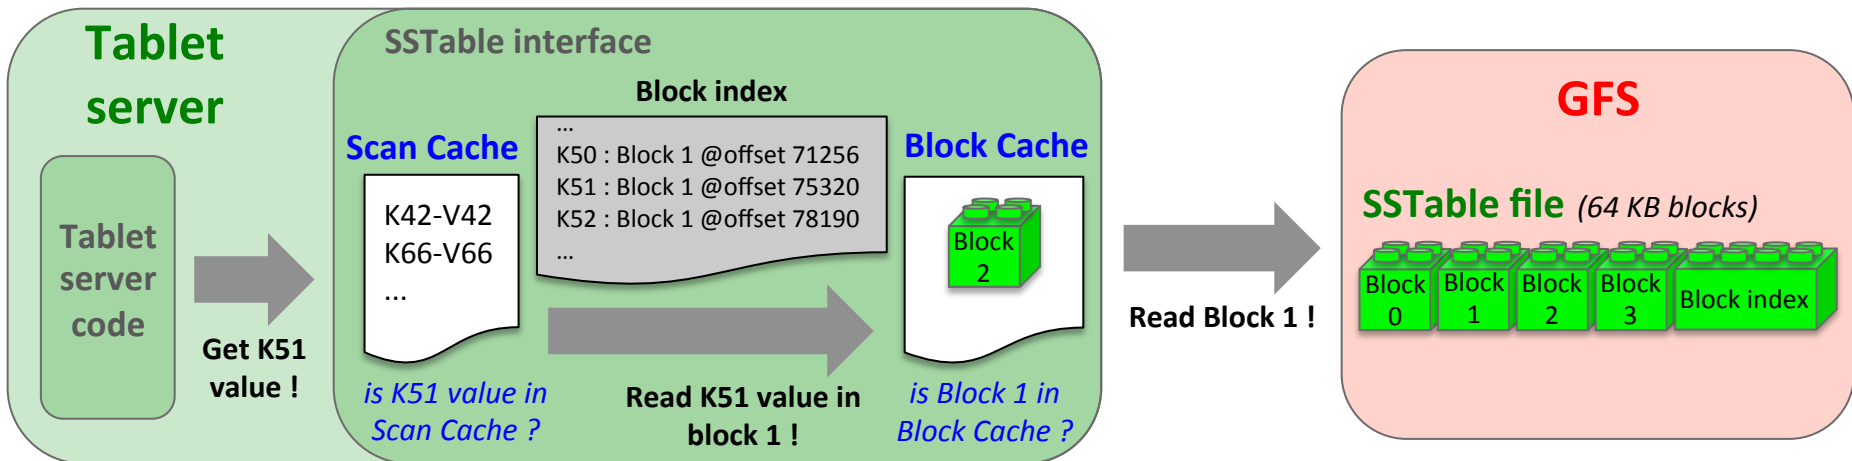 Tablet
server
Tablet
server
code
Get K51
value !
SSTable interface
Scan Cache
K42-V42
K66-V66
...
is K51 value in
Scan Cache ?
Block index
...
K50 : Block 1 @offset 71256
K51 : Block 1 @offset 75320
K52 : Block 1 @offset 78190
...
Read K51 value in
block 1 !
Block Cache
Block
2
is Block 1 in
Block Cache ?
Read Block 1 !
GFS
SSTable file (64 KB blocks)
Block
0
Block
1
Block
2
Block
3
Block index